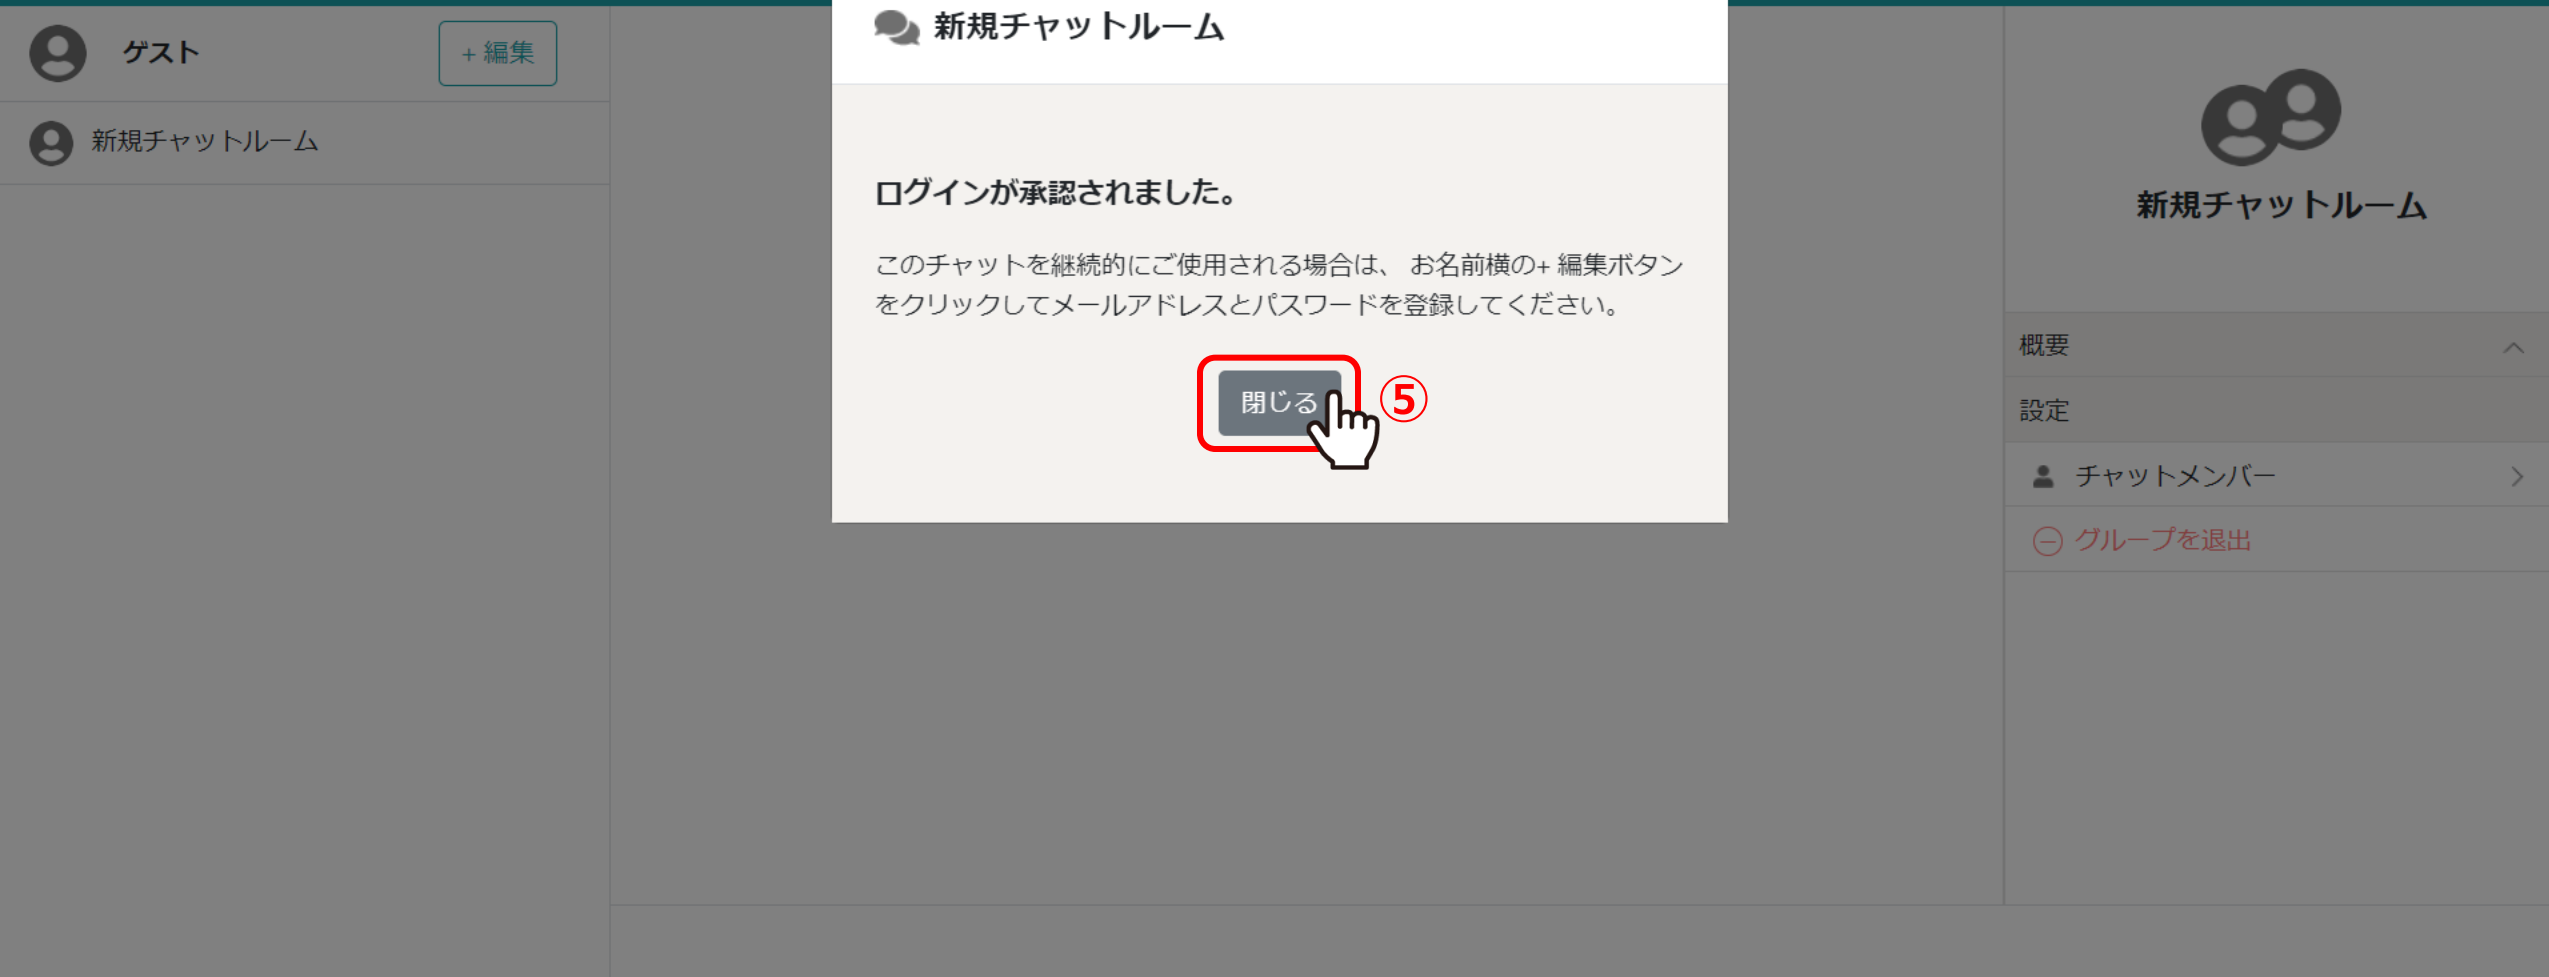 ゲスト
+ 編集
新規チャットルーム
新規チャットルーム
ログインが承認されました。
このチャットを継続的にご使用される場合は、 お名前横の+ 編集ボタン
をクリックしてメールアドレスとパスワードを登録してください。
閉じる
⑤
新規チャットルーム
概要
設定
チャットメンバー
グループを退出